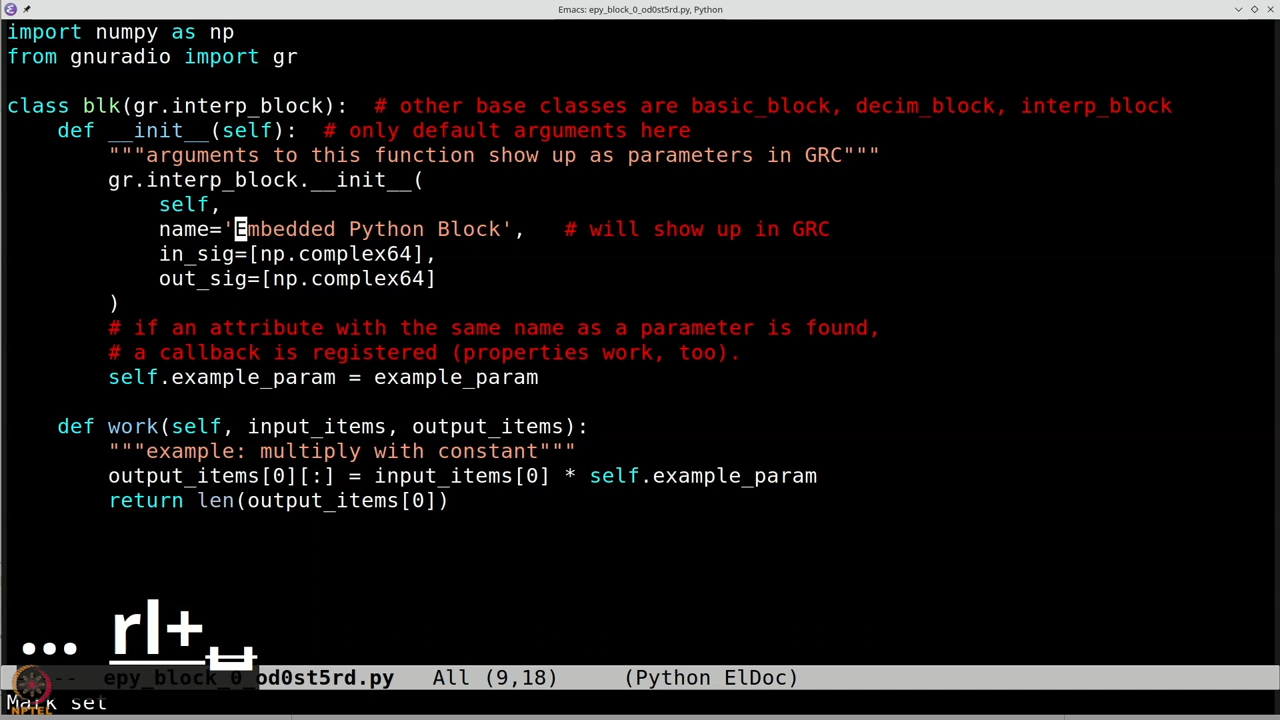 Emacs: epy_block_0_od0st5rd.py, Python
import numpy as np
from gnuradio import gr
class blk(gr.interp_block):  # other base classes are basic_block, decim_block, interp_block
    def __init__(self):  # only default arguments here
        """arguments to this function show up as parameters in GRC"""
        gr.interp_block.__init__(
            self,
            name='Embedded Python Block',   # will show up in GRC
            in_sig=[np.complex64],
            out_sig=[np.complex64]
        )
        # if an attribute with the same name as a parameter is found,
        # a callback is registered (properties work, too).
        self.example_param = example_param
    def work(self, input_items, output_items):
        """example: multiply with constant"""
        output_items[0][:] = input_items[0] * self.example_param
        return len(output_items[0])
... rl+␣
-- epy_block_0_od0st5rd.py   All (9,18)   (Python ElDoc)
Mark set
NPTEL